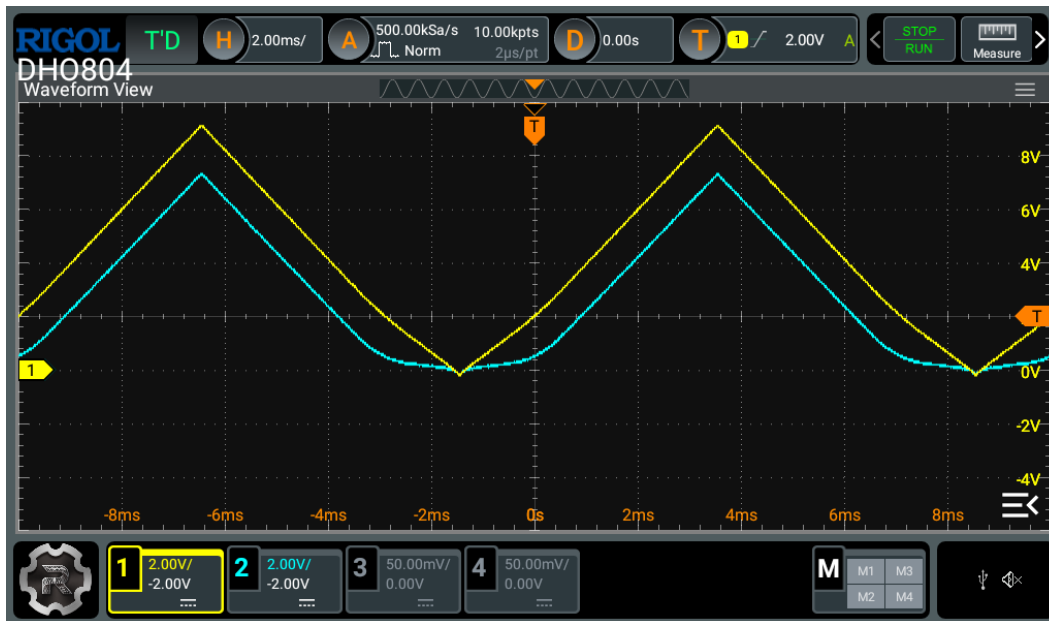 RIGOL T'D H 2.00ms/ A 500.00kSa/s 10.00kpts D 0.00s T 1 2.00V A < STOP >
Norm 2µs/pt RUN Measure
DHO804
Waveform View
T
8V
6V
4V
T
1 0V
-2V
-4V
-8ms -6ms -4ms -2ms 0s 2ms 4ms 6ms 8ms
1 2.00V/ 2 2.00V/ 3 50.00mV/ 4 50.00mV/ M M1 M3
-2.00V -2.00V 0.00V 0.00V M2 M4
R